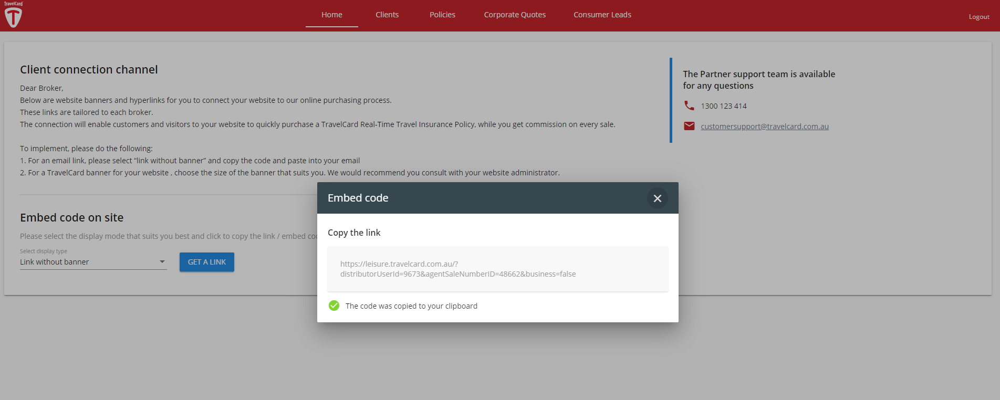 TravelCard
Home
Clients
Policies
Corporate Quotes
Consumer Leads
Logout
Client connection channel
Dear Broker,
Below are website banners and hyperlinks for you to connect your website to our online purchasing process.
These links are tailored to each broker.
The connection will enable customers and visitors to your website to quickly purchase a TravelCard Real-Time Travel Insurance Policy, while you get commission on every sale.
To implement, please do the following:
1. For an email link, please select “link without banner” and copy the code and paste into your email
2. For a TravelCard banner for your website , choose the size of the banner that suits you. We would recommend you consult with your website administrator.
The Partner support team is available
for any questions
1300 123 414
customersupport@travelcard.com.au
Embed code on site
Please select the display mode that suits you best and click to copy the link / embed
Select display type
Link without banner
GET A LINK
Embed code
Copy the link
https://leisure.travelcard.com.au/?
distributorUserId=9673&agentSaleNumberID=48662&business=false
The code was copied to your clipboard